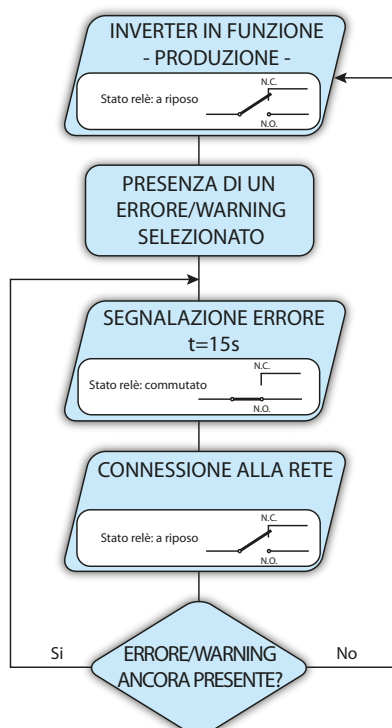 INVERTER IN FUNZIONE
- PRODUZIONE -
N.C.
Stato relè: a riposo
N.O.
PRESENZA DI UN
ERRORE/WARNING
SELEZIONATO
SEGNALAZIONE ERRORE
t=15s
N.C.
Stato relè: commutato
N.O.
CONNESSIONE ALLA RETE
N.C.
Stato relè: a riposo
N.O.
Si
ERRORE/WARNING
ANCORA PRESENTE?
No